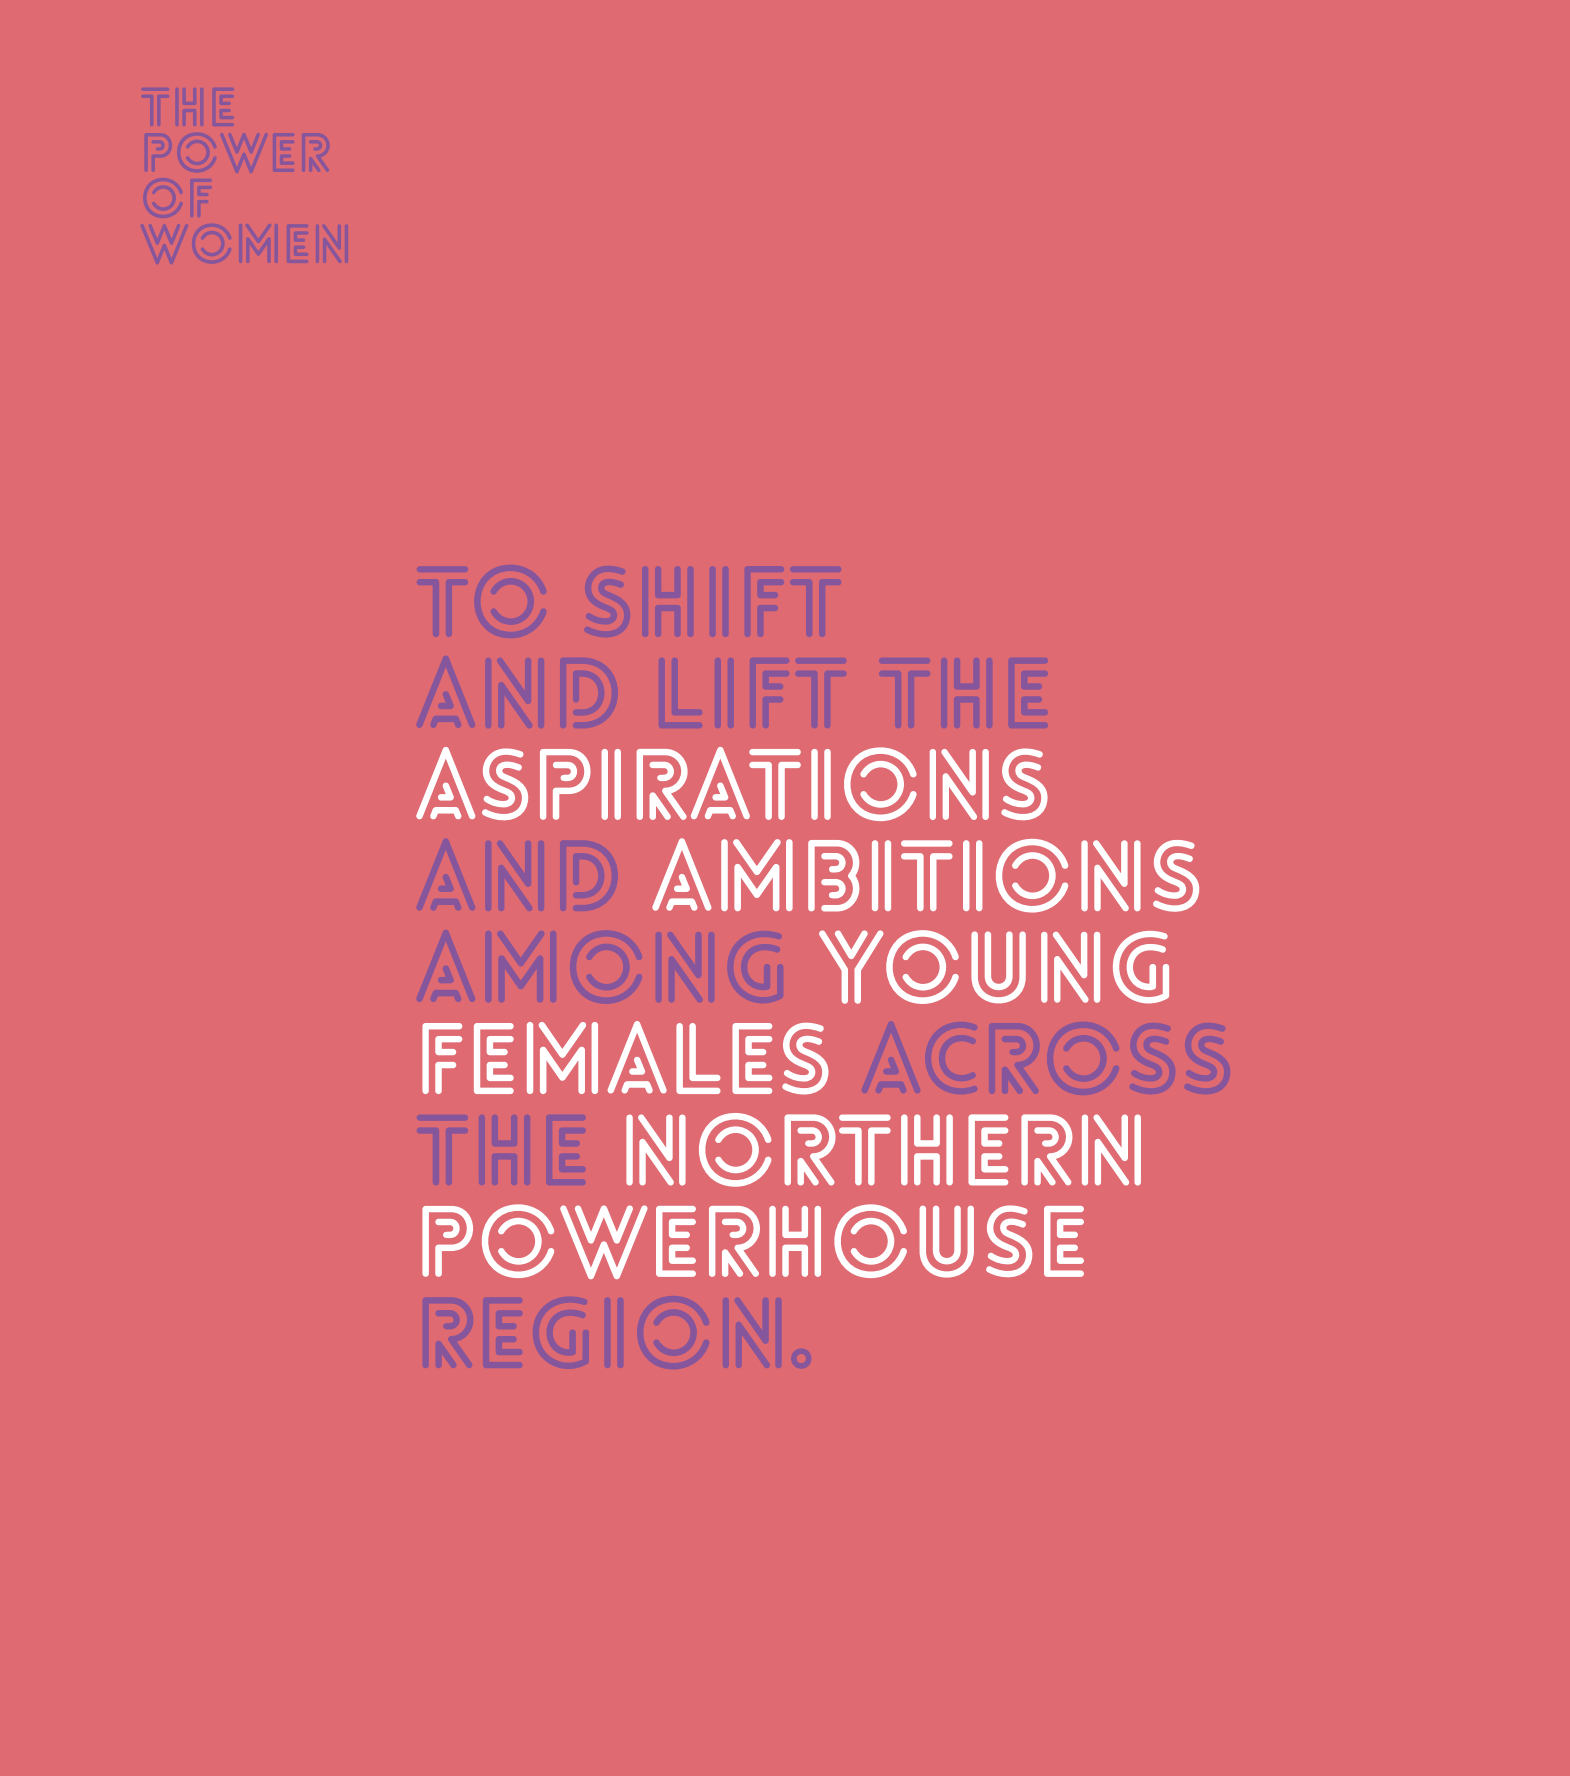 THE
POWER
OF
WOMEN
TO SHIFT
AND LIFT THE
ASPIRATIONS
AND AMBITIONS
AMONG YOUNG
FEMALES ACROSS
THE NORTHERN
POWERHOUSE
REGION.